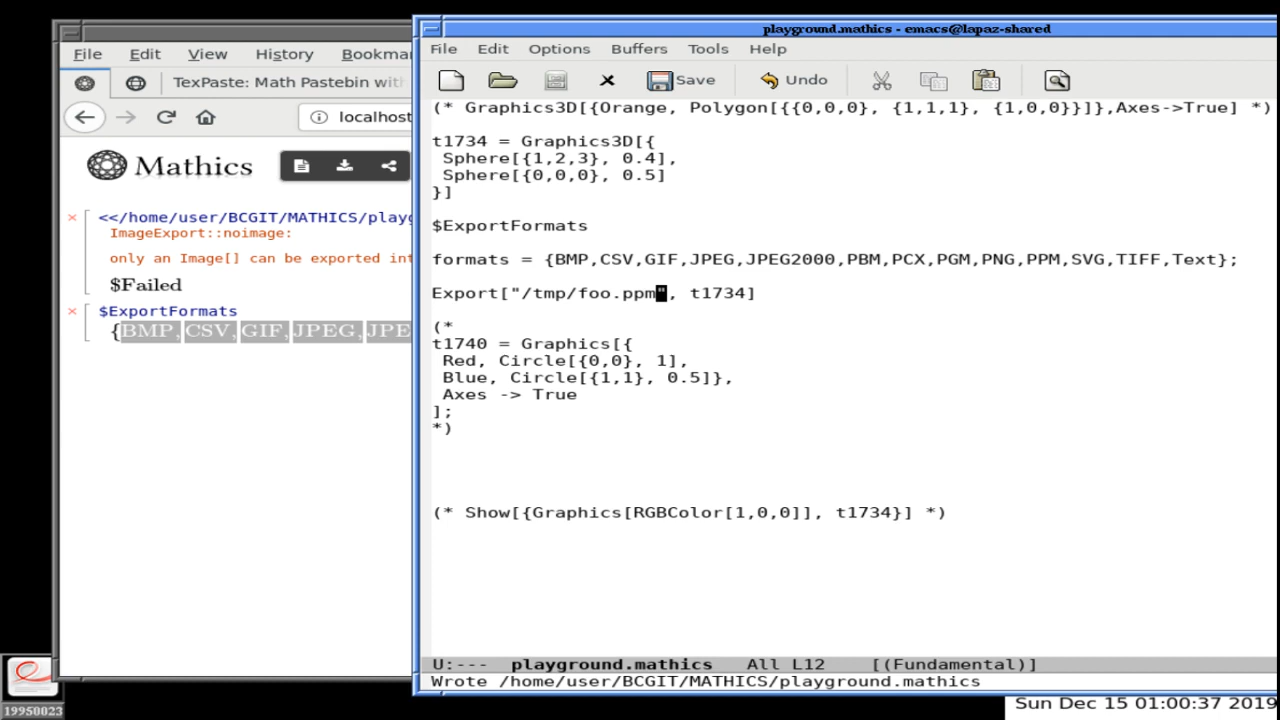 playground.mathics - emacs@lapaz-shared
File Edit View History Bookma
File Edit Options Buffers Tools Help
TexPaste: Math Pastebin wit
Save Undo
localhost
Mathics
<</home/user/BCGIT/MATHICS/playg
ImageExport::noimage:
only an Image[] can be exported int
$Failed
$ExportFormats
{BMP,CSV,GIF,JPEG,JPE
(* Graphics3D[{Orange, Polygon[{{0,0,0}, {1,1,1}, {1,0,0}}]},Axes->True] *)
t1734 = Graphics3D[{
Sphere[{1,2,3}, 0.4],
Sphere[{0,0,0}, 0.5]
}]
$ExportFormats
formats = {BMP,CSV,GIF,JPEG,JPEG2000,PBM,PCX,PGM,PNG,PPM,SVG,TIFF,Text};
Export["/tmp/foo.ppm", t1734]
(*
t1740 = Graphics[{
Red, Circle[{0,0}, 1],
Blue, Circle[{1,1}, 0.5]},
Axes -> True
];
*)
(* Show[{Graphics[RGBColor[1,0,0]], t1734}] *)
U:--- playground.mathics All L12 [(Fundamental)]
Wrote /home/user/BCGIT/MATHICS/playground.mathics
19950023
Sun Dec 15 01:00:37 2019